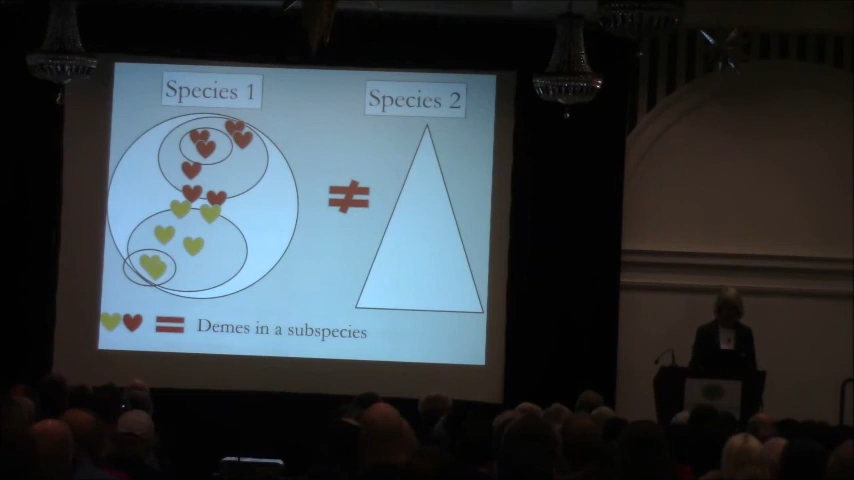 Species 1
Species 2
≠
= Demes in a subspecies